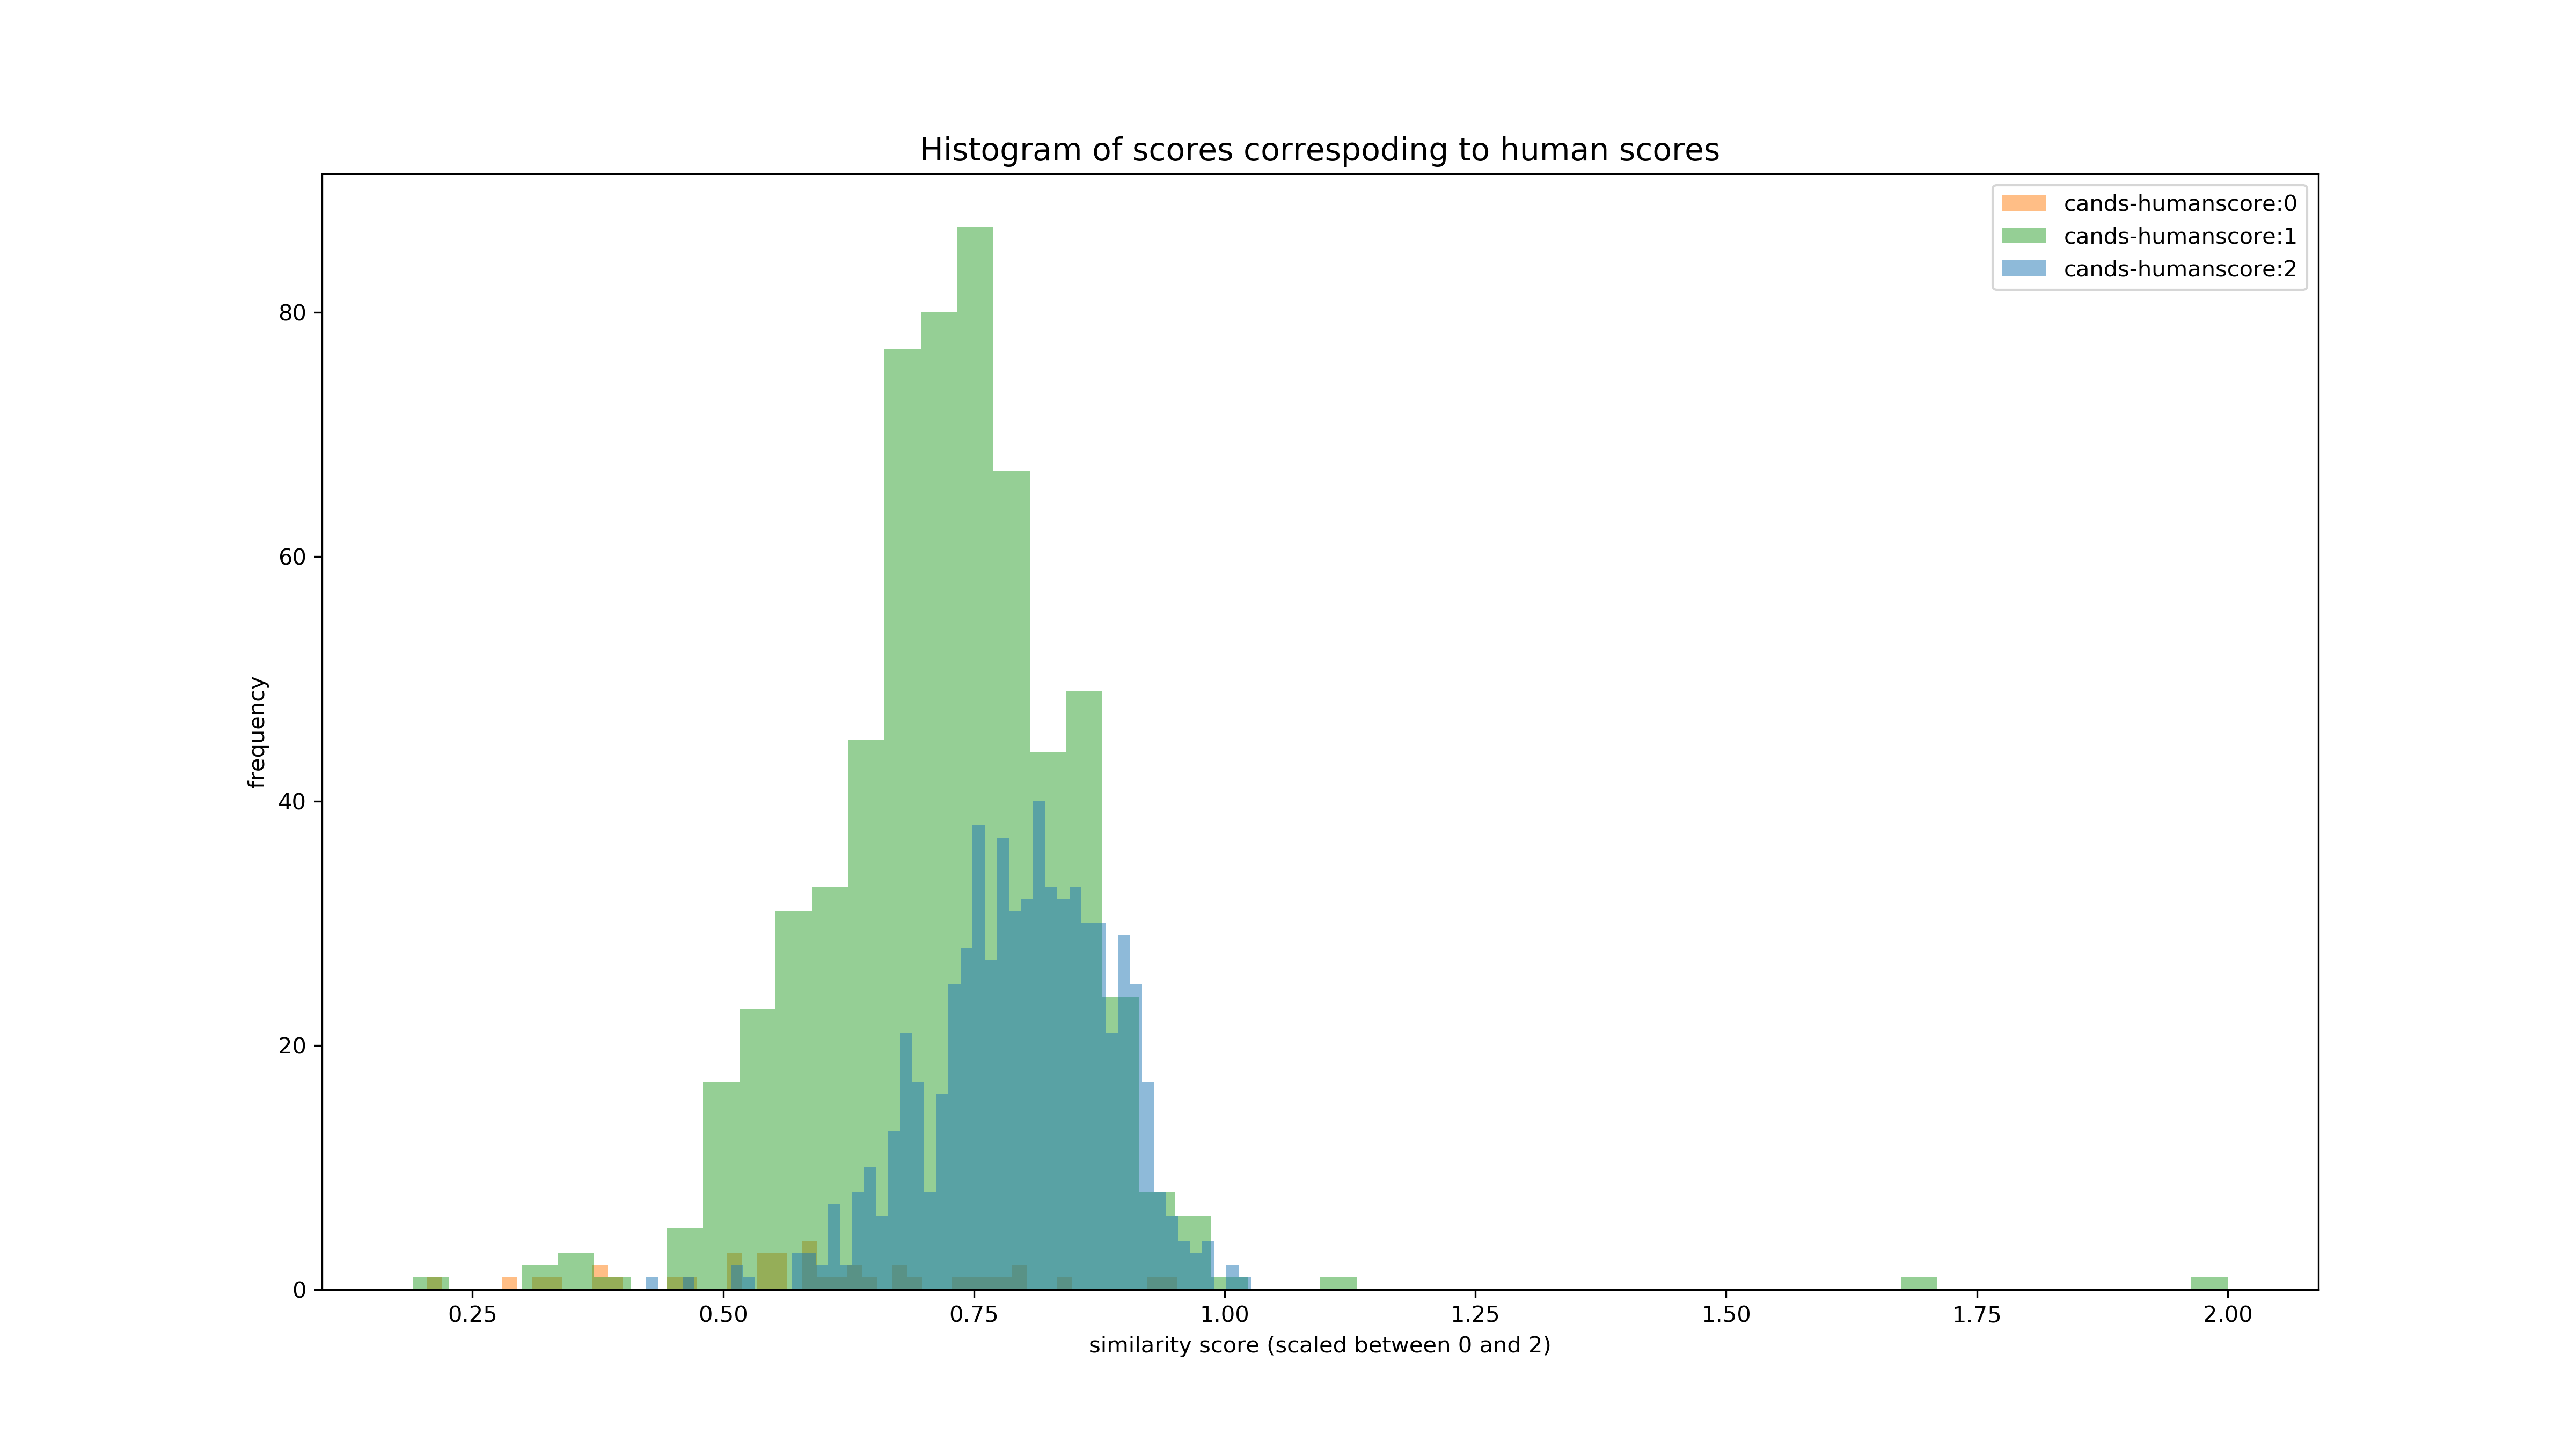 Histogram of scores correspoding to human scores
cands-humanscore:0
cands-humanscore:1
cands-humanscore:2
80
60
40
20
0
frequency
0.25 0.50 0.75 1.00 1.25 1.50 1.75 2.00
similarity score (scaled between 0 and 2)